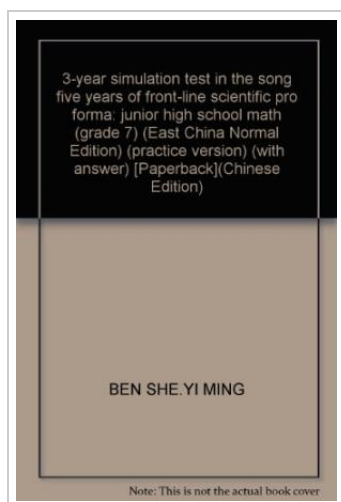 3-year simulation test in the song
five years of front-line scientific pro
forma: junior high school math
(grade 7) (East China Normal
Edition) (practice version) (with
answer) [Paperback](Chinese
Edition)
BEN SHE.YI MING
Note: This is not the actual book cover